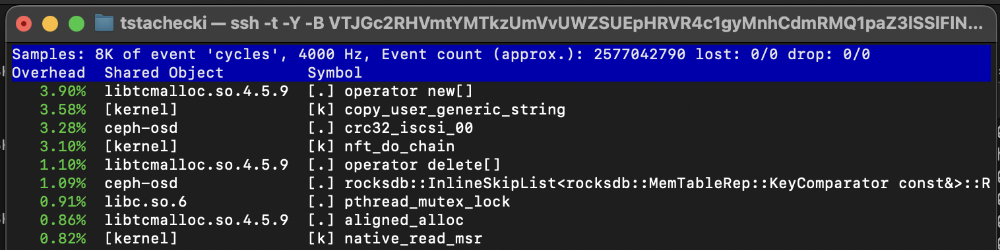 tstachecki — ssh -t -Y -B VTJGc2RHVmtYMTkzUmVvUWZSUEpHRVR4c1gyMnhCdmRMQ1paZ3lSSlFlN...
Samples: 8K of event 'cycles', 4000 Hz, Event count (approx.): 2577042790 lost: 0/0 drop: 0/0
Overhead  Shared Object         Symbol
3.90%  libtcmalloc.so.4.5.9  [.] operator new[]
3.58%  [kernel]              [k] copy_user_generic_string
3.28%  ceph-osd              [.] crc32_iscsi_00
3.10%  [kernel]              [k] nft_do_chain
1.10%  libtcmalloc.so.4.5.9  [.] operator delete[]
1.09%  ceph-osd              [.] rocksdb::InlineSkipList<rocksdb::MemTableRep::KeyComparator const&>::R
0.91%  libc.so.6             [.] pthread_mutex_lock
0.86%  libtcmalloc.so.4.5.9  [.] aligned_alloc
0.82%  [kernel]              [k] native_read_msr